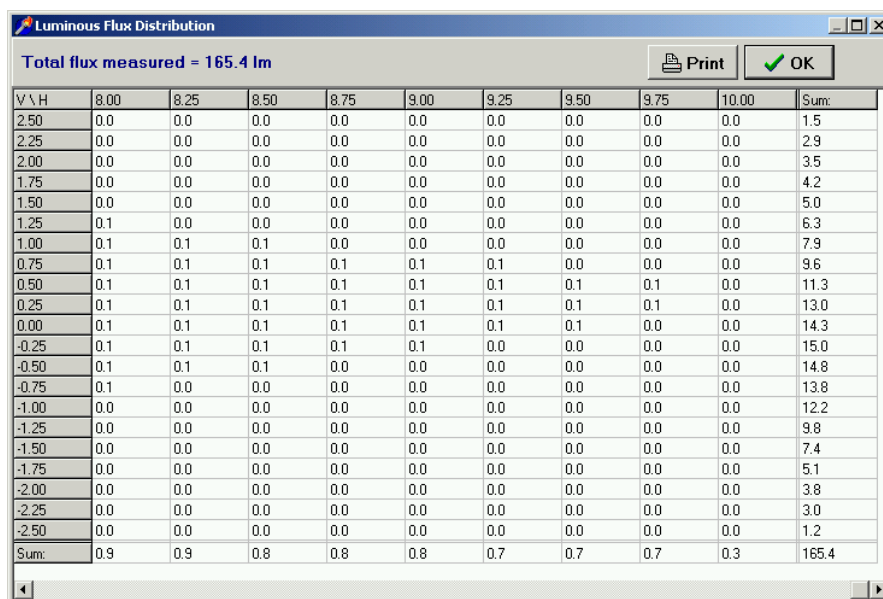 Luminous Flux Distribution
Total flux measured = 165.4 lm Print OK
V \ H 8.00 8.25 8.50 8.75 9.00 9.25 9.50 9.75 10.00 Sum:
2.50 0.0 0.0 0.0 0.0 0.0 0.0 0.0 0.0 0.0 1.5
2.25 0.0 0.0 0.0 0.0 0.0 0.0 0.0 0.0 0.0 2.9
2.00 0.0 0.0 0.0 0.0 0.0 0.0 0.0 0.0 0.0 3.5
1.75 0.0 0.0 0.0 0.0 0.0 0.0 0.0 0.0 0.0 4.2
1.50 0.0 0.0 0.0 0.0 0.0 0.0 0.0 0.0 0.0 5.0
1.25 0.1 0.0 0.0 0.0 0.0 0.0 0.0 0.0 0.0 6.3
1.00 0.1 0.1 0.1 0.0 0.0 0.0 0.0 0.0 0.0 7.9
0.75 0.1 0.1 0.1 0.1 0.1 0.1 0.0 0.0 0.0 9.6
0.50 0.1 0.1 0.1 0.1 0.1 0.1 0.1 0.1 0.0 11.3
0.25 0.1 0.1 0.1 0.1 0.1 0.1 0.1 0.1 0.0 13.0
0.00 0.1 0.1 0.1 0.1 0.1 0.1 0.1 0.0 0.0 14.3
-0.25 0.1 0.1 0.1 0.1 0.1 0.0 0.0 0.0 0.0 15.0
-0.50 0.1 0.1 0.1 0.0 0.0 0.0 0.0 0.0 0.0 14.8
-0.75 0.1 0.0 0.0 0.0 0.0 0.0 0.0 0.0 0.0 13.8
-1.00 0.0 0.0 0.0 0.0 0.0 0.0 0.0 0.0 0.0 12.2
-1.25 0.0 0.0 0.0 0.0 0.0 0.0 0.0 0.0 0.0 9.8
-1.50 0.0 0.0 0.0 0.0 0.0 0.0 0.0 0.0 0.0 7.4
-1.75 0.0 0.0 0.0 0.0 0.0 0.0 0.0 0.0 0.0 5.1
-2.00 0.0 0.0 0.0 0.0 0.0 0.0 0.0 0.0 0.0 3.8
-2.25 0.0 0.0 0.0 0.0 0.0 0.0 0.0 0.0 0.0 3.0
-2.50 0.0 0.0 0.0 0.0 0.0 0.0 0.0 0.0 0.0 1.2
Sum: 0.9 0.9 0.8 0.8 0.8 0.7 0.7 0.7 0.3 165.4